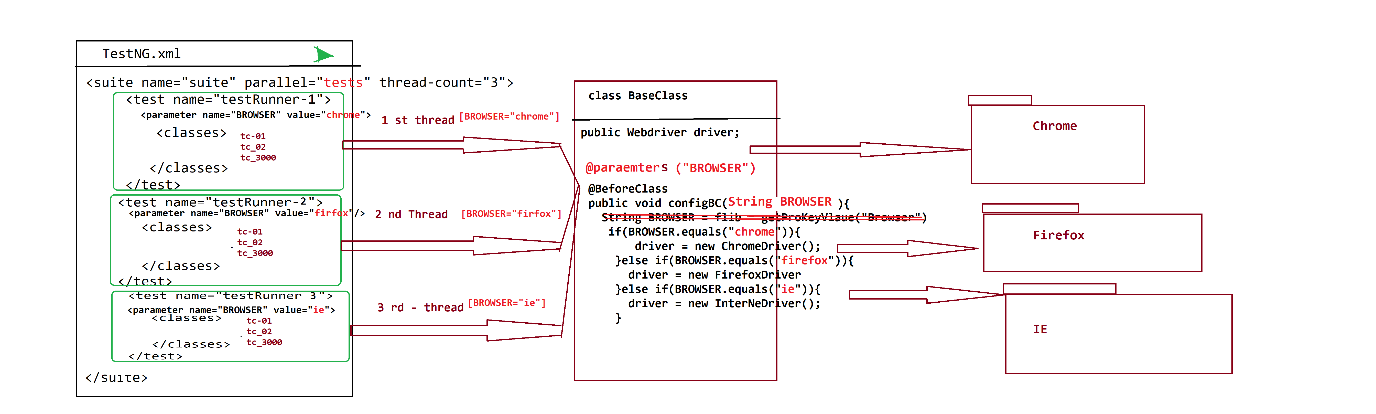 TestNG.xml
<suite name="suite" parallel="tests" thread-count="3">
<test name="testRunner-1">
<parameter name="BROWSER" value="chrome">
<classes>
tc-01
tc_02
tc_3000
</classes>
</test>
<test name="testRunner-2">
<parameter name="BROWSER" value="firfox"/>
<classes>
tc-01
tc_02
tc_3000
</classes>
</test>
<test name="testRunner-3">
<parameter name="BROWSER" value="ie">
<classes>
tc-01
tc_02
tc_3000
</classes>
</test>
</suite>
1 st thread [BROWSER="chrome"]
2 nd Thread [BROWSER="firfox"]
3 rd - thread [BROWSER="ie"]
class BaseClass
public Webdriver driver;
@paraemters ("BROWSER")
@BeforeClass
public void configBC(String BROWSER ){
String BROWSER = flib getProKeyVlaue("Browser")
if(BROWSER.equals("chrome")){
driver = new ChromeDriver();
}else if(BROWSER.equals("firefox")){
driver = new FirefoxDriver
}else if(BROWSER.equals("ie")){
driver = new InterNeDriver();
}
Chrome
Firefox
IE